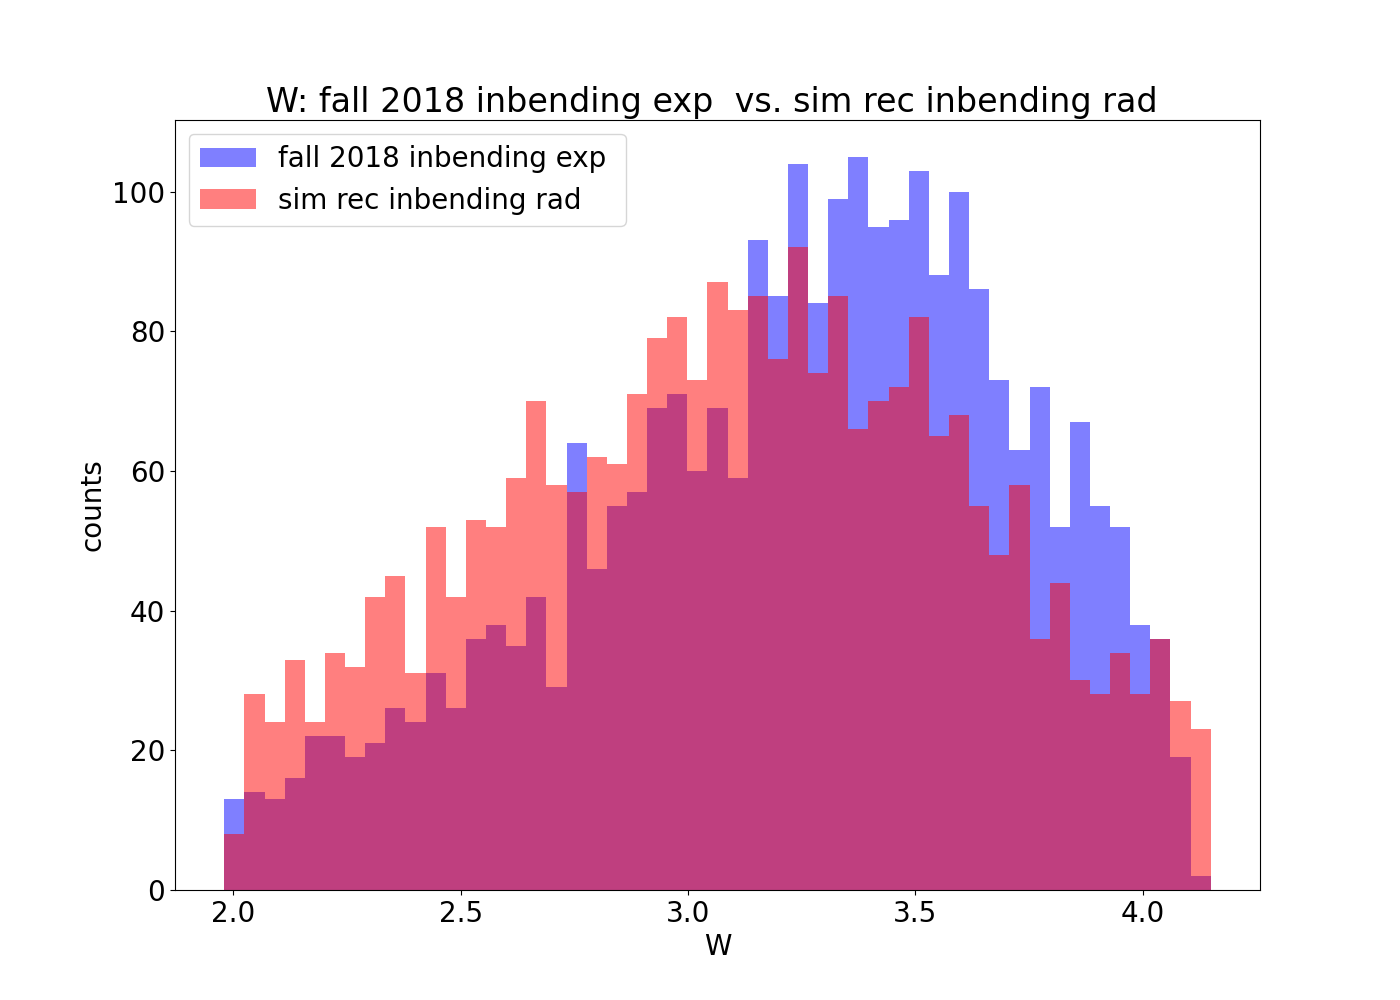 W: fall 2018 inbending exp  vs. sim rec inbending rad
fall 2018 inbending exp
sim rec inbending rad
100
80
60
40
20
0
counts
2.0 2.5 3.0 3.5 4.0
W